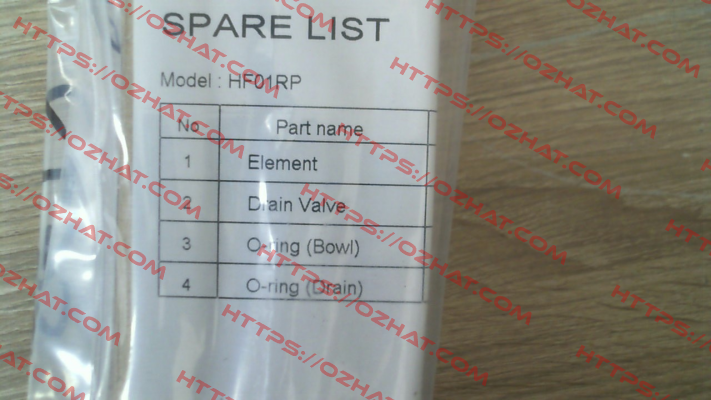 SPARE LIST
Model : HF01RP
No Part name
1 Element
2 Drain Valve
3 O-ring (Bowl)
4 O-ring (Drain)
HTTPS://OZHAT.COM